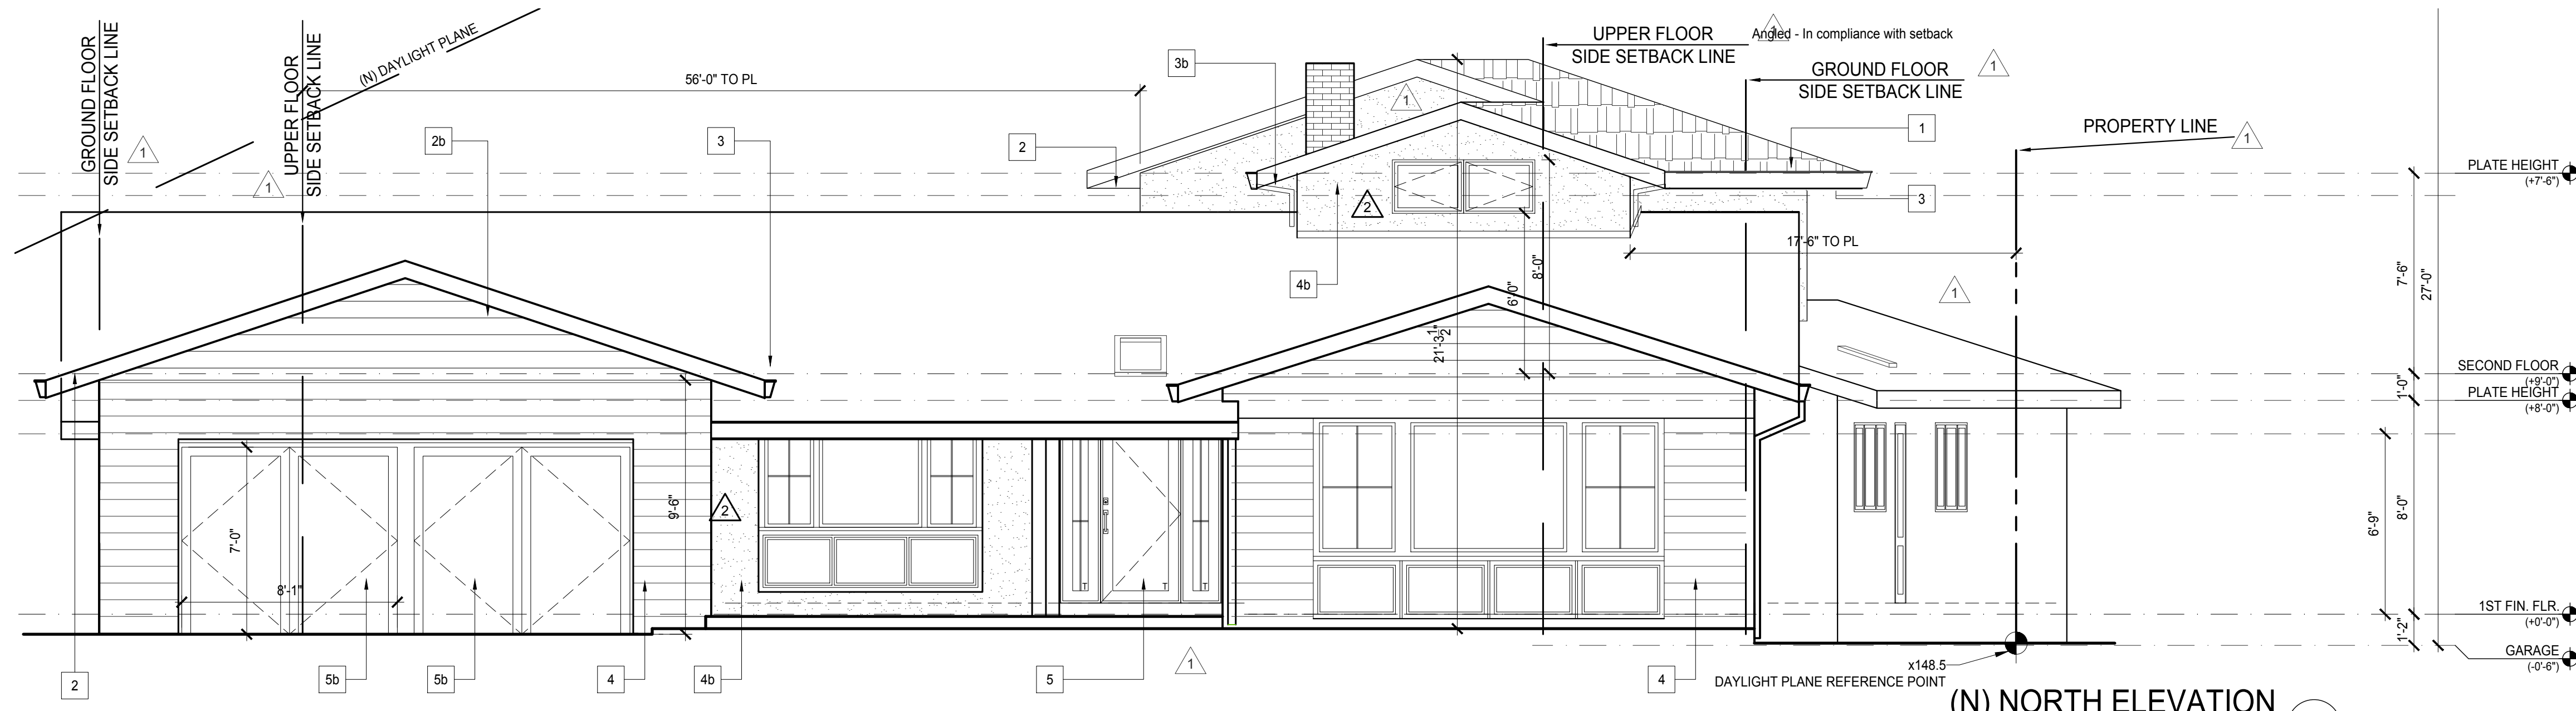 GROUND FLOOR
SIDE SETBACK LINE
UPPER FLOOR
SIDE SETBACK LINE
(N) DAYLIGHT PLANE
56'-0" TO PL
UPPER FLOOR
SIDE SETBACK LINE
Angled - In compliance with setback
GROUND FLOOR
SIDE SETBACK LINE
PROPERTY LINE
1
1
1
1
1
1
1
1
2b
3
2
3b
1
3
2
4b
17'-6" TO PL
PLATE HEIGHT
(+7'-6")
8'-0"
6'-0"
21'-3 1/2"
7'-6"
27'-0"
SECOND FLOOR
(+9'-0")
1'-0"
PLATE HEIGHT
(+8'-0")
9'-6"
2
7'-0"
8'-1"
T
T
T
6'-9"
8'-0"
1ST FIN. FLR.
(+0'-0")
1'-2"
GARAGE
(-0'-6")
2
5b
5b
4
4b
5
4
x148.5
DAYLIGHT PLANE REFERENCE POINT
(N) NORTH ELEVATION